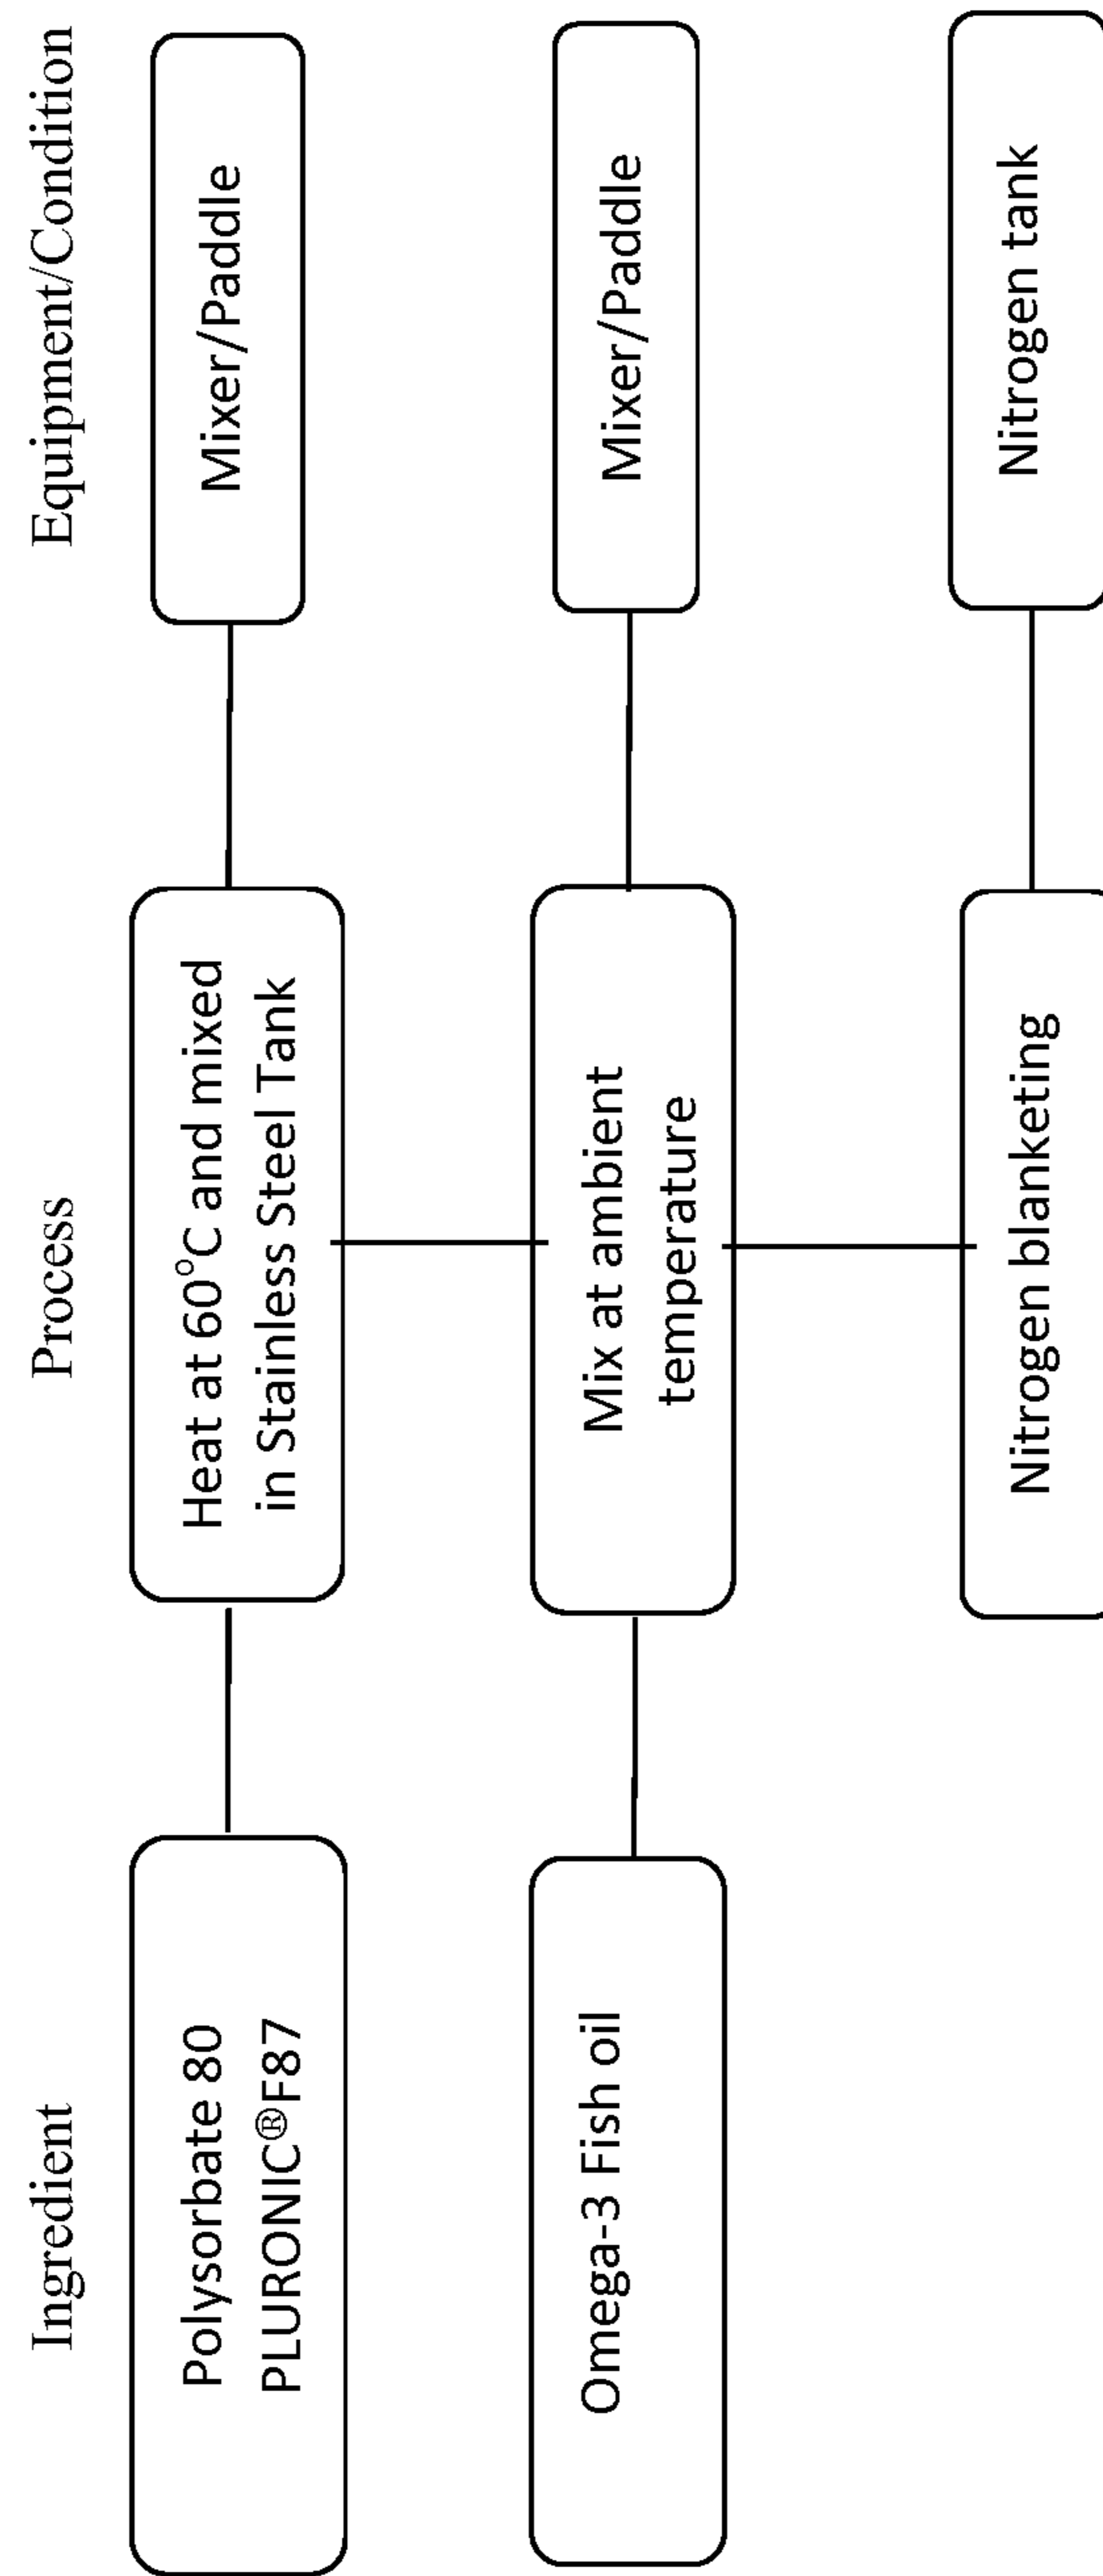 Ingredient
Process
Equipment/Condition
Polysorbate 80
PLURONIC®F87
Heat at 60°C and mixed
in Stainless Steel Tank
Mixer/Paddle
Omega-3 Fish oil
Mix at ambient
temperature
Mixer/Paddle
Nitrogen blanketing
Nitrogen tank